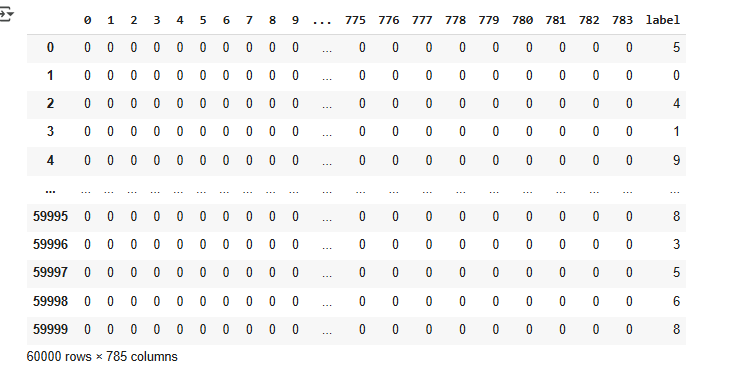 0 1 2 3 4 5 6 7 8 9 ... 775 776 777 778 779 780 781 782 783 label
0 0 0 0 0 0 0 0 0 0 0 ... 0 0 0 0 0 0 0 0 0 5
1 0 0 0 0 0 0 0 0 0 0 ... 0 0 0 0 0 0 0 0 0 0
2 0 0 0 0 0 0 0 0 0 0 ... 0 0 0 0 0 0 0 0 0 4
3 0 0 0 0 0 0 0 0 0 0 ... 0 0 0 0 0 0 0 0 0 1
4 0 0 0 0 0 0 0 0 0 0 ... 0 0 0 0 0 0 0 0 0 9
... ... ... ... ... ... ... ... ... ... ... ... ... ... ... ... ... ... ... ... ... ...
59995 0 0 0 0 0 0 0 0 0 0 ... 0 0 0 0 0 0 0 0 0 8
59996 0 0 0 0 0 0 0 0 0 0 ... 0 0 0 0 0 0 0 0 0 3
59997 0 0 0 0 0 0 0 0 0 0 ... 0 0 0 0 0 0 0 0 0 5
59998 0 0 0 0 0 0 0 0 0 0 ... 0 0 0 0 0 0 0 0 0 6
59999 0 0 0 0 0 0 0 0 0 0 ... 0 0 0 0 0 0 0 0 0 8
60000 rows × 785 columns